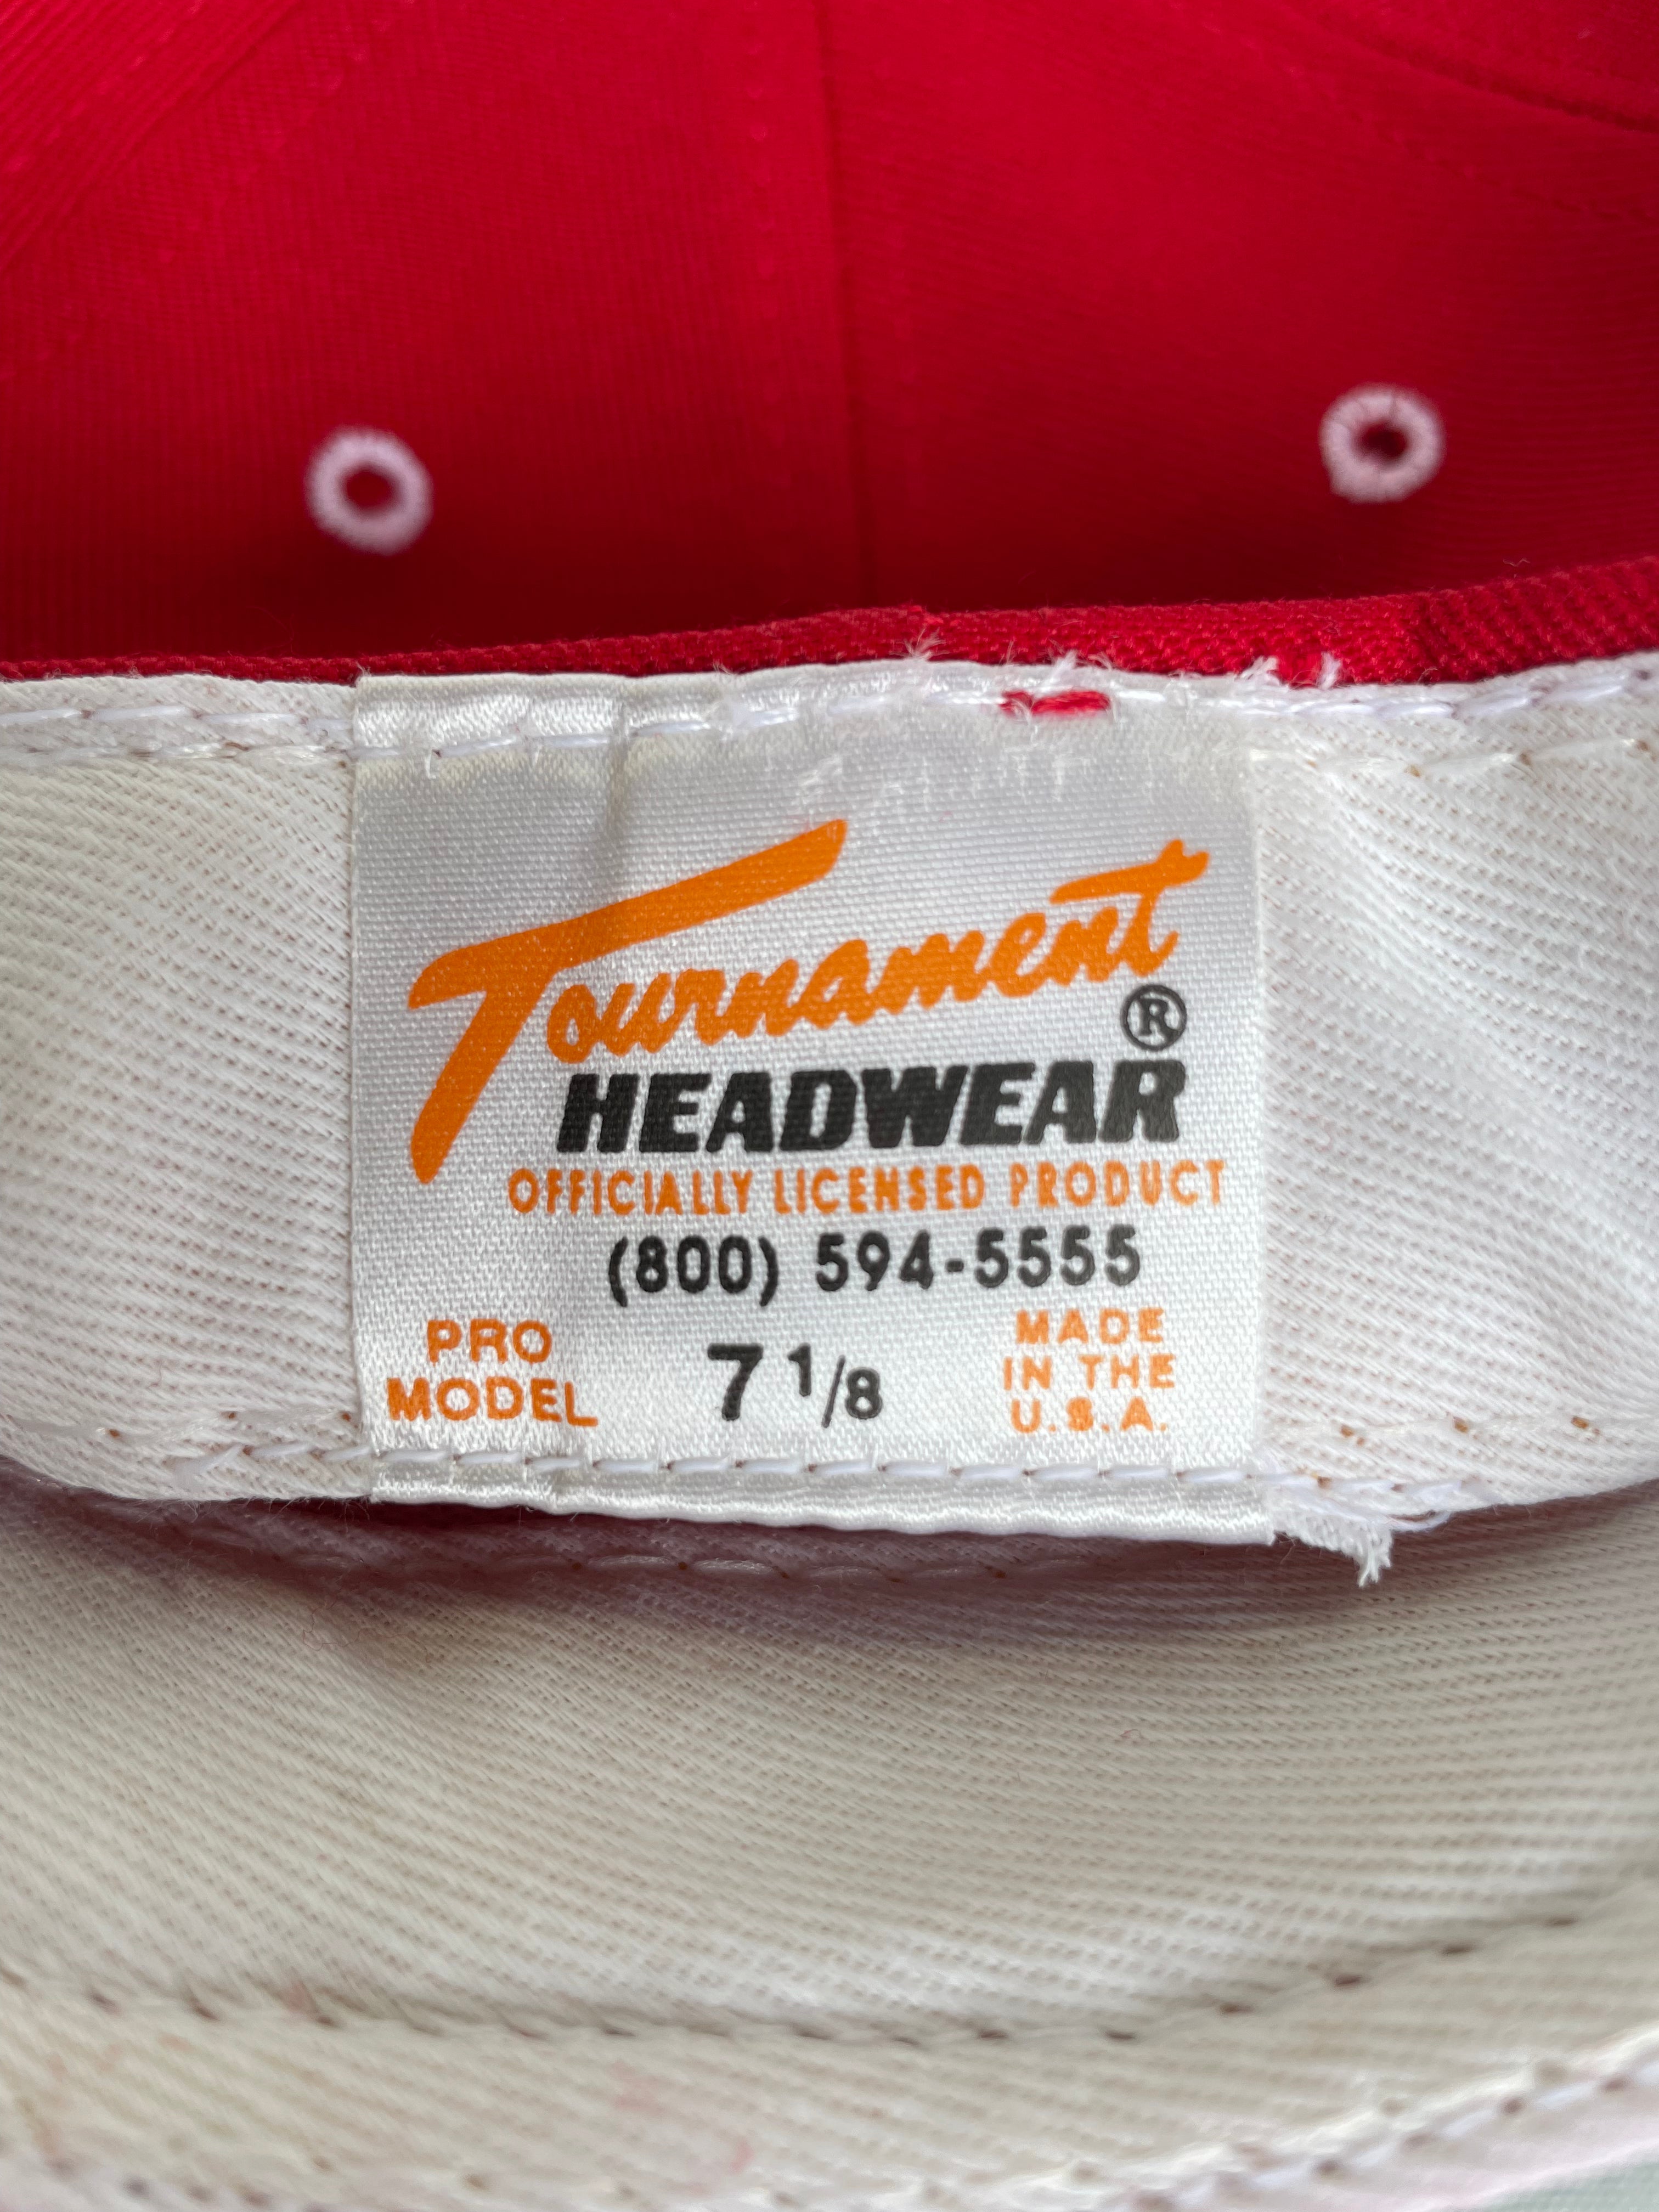 Tournament ®
HEADWEAR
OFFICIALLY LICENSED PRODUCT
(800) 594-5555
PRO
MODEL
7 1/8
MADE
IN THE
U.S.A.